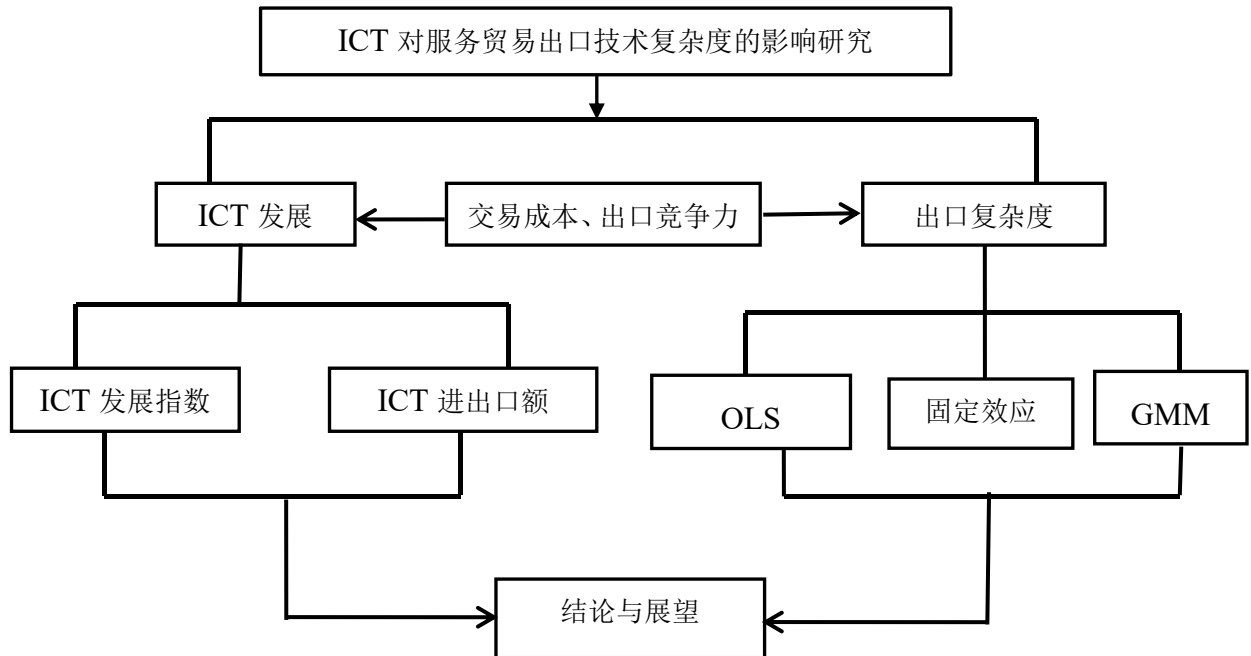 ICT 对服务贸易出口技术复杂度的影响研究
ICT 发展
交易成本、出口竞争力
出口复杂度
ICT 发展指数
ICT 进出口额
OLS
固定效应
GMM
结论与展望